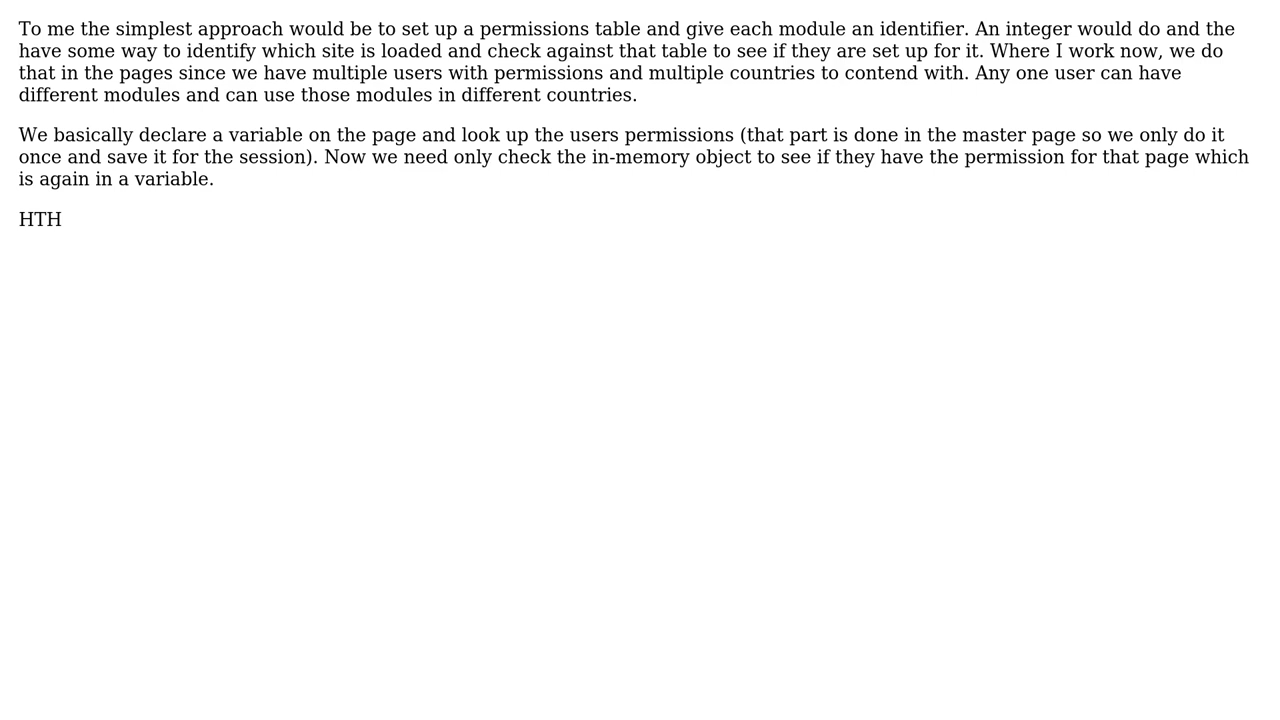 To me the simplest approach would be to set up a permissions table and give each module an identifier. An integer would do and the
have some way to identify which site is loaded and check against that table to see if they are set up for it. Where I work now, we do
that in the pages since we have multiple users with permissions and multiple countries to contend with. Any one user can have
different modules and can use those modules in different countries.
We basically declare a variable on the page and look up the users permissions (that part is done in the master page so we only do it
once and save it for the session). Now we need only check the in-memory object to see if they have the permission for that page which
is again in a variable.
HTH